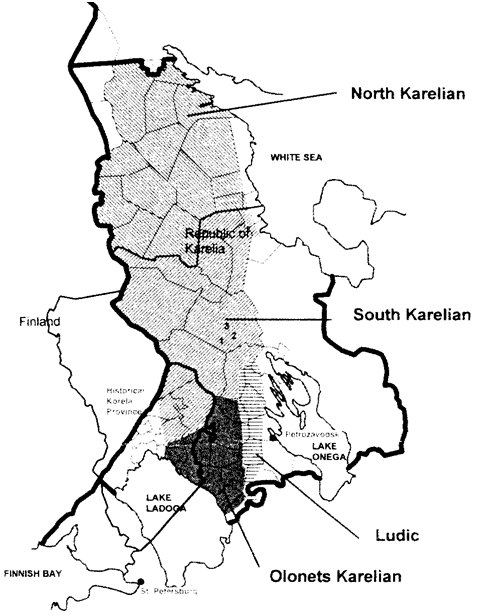 North Karelian
WHITE SEA
Republic of
Karelia
South Karelian
Finland
3
1 2
Historical
Korela
Province
Petrozavodsk
LAKE
ONEGA
LAKE
LADOGA
Ludic
FINNISH BAY
Olonets Karelian
St. Petersburg